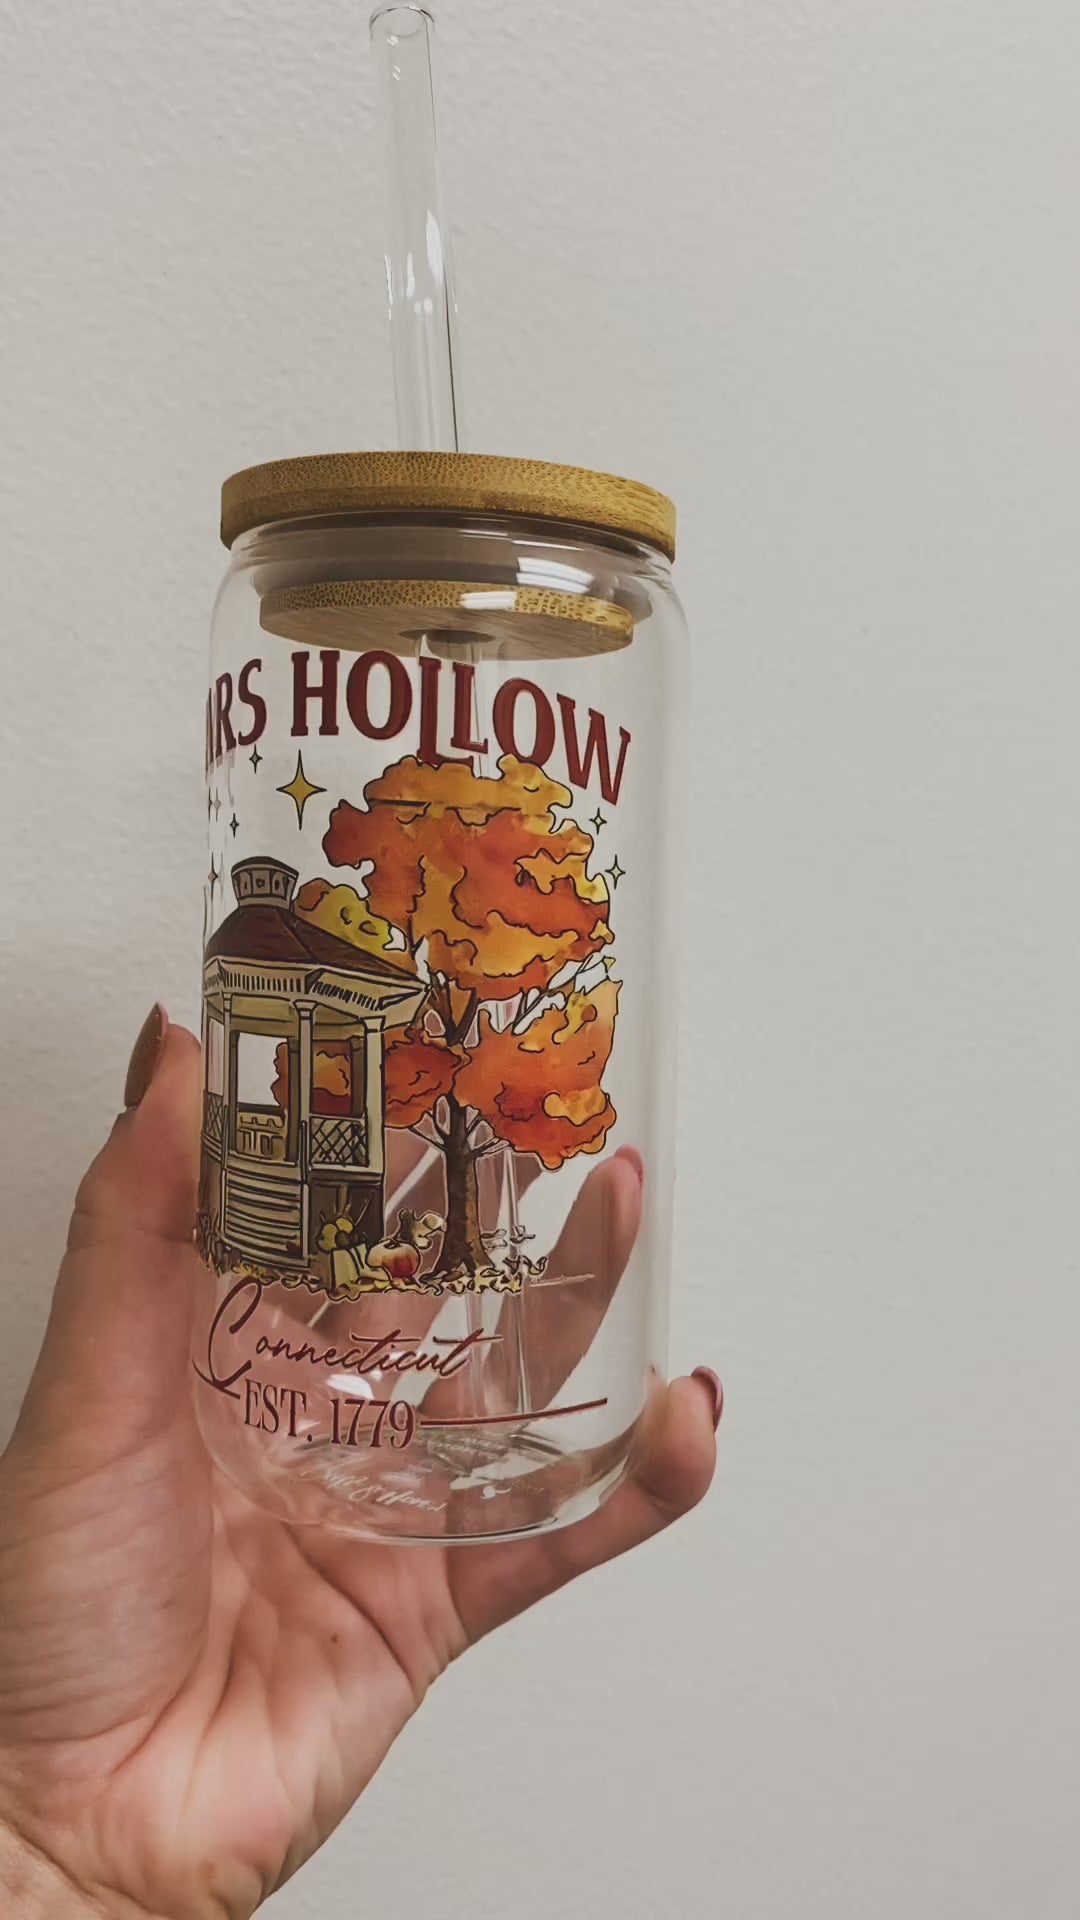 ARS HOLLOW
Connecticut
EST. 1779